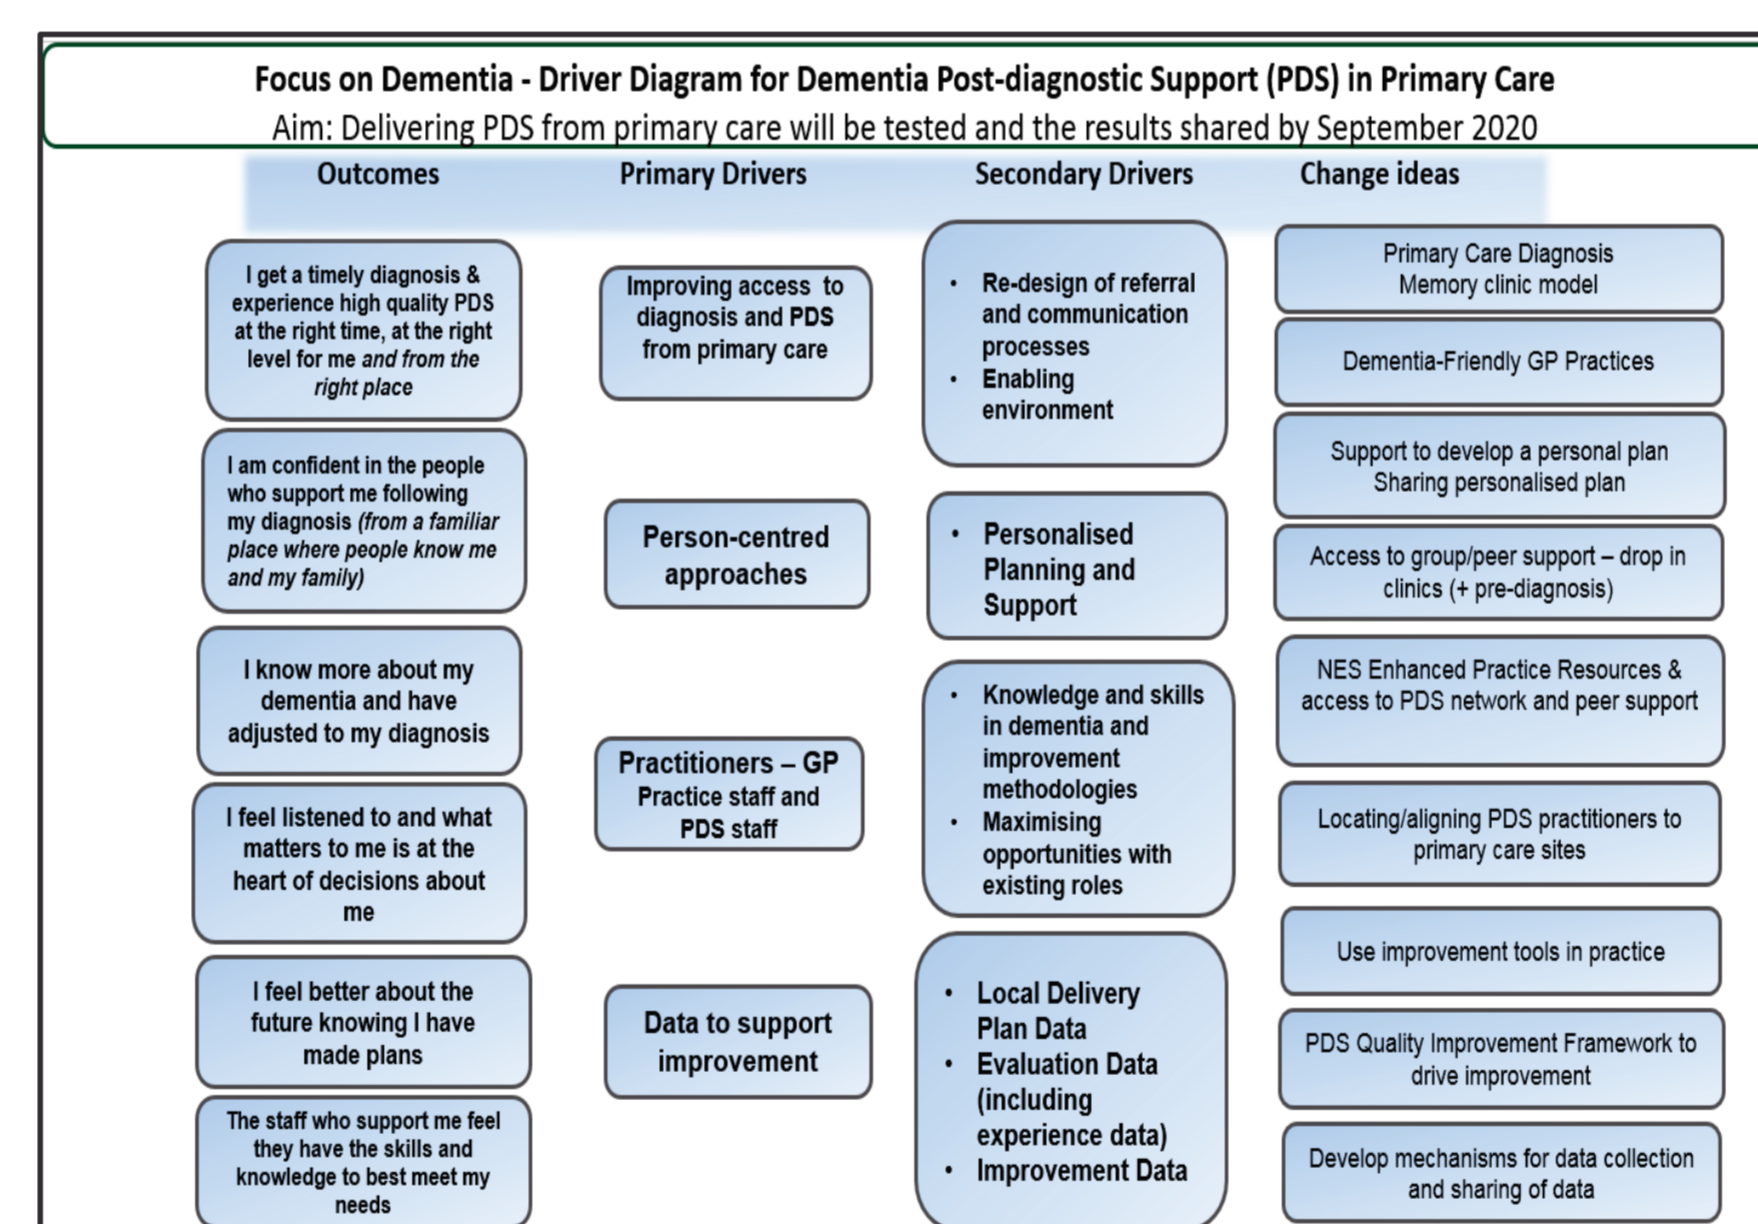 Focus on Dementia - Driver Diagram for Dementia Post-diagnostic Support (PDS) in Primary Care
Aim: Delivering PDS from primary care will be tested and the results shared by September 2020
Outcomes
Primary Drivers
Secondary Drivers
Change ideas
I get a timely diagnosis &
experience high quality PDS
at the right time, at the right
level for me and from the
right place
I am confident in the people
who support me following
my diagnosis (from a familiar
place where people know me
and my family)
I know more about my
dementia and have
adjusted to my diagnosis
I feel listened to and what
matters to me is at the
heart of decisions about
me
I feel better about the
future knowing I have
made plans
The staff who support me feel
they have the skills and
knowledge to best meet my
needs
Improving access to
diagnosis and PDS
from primary care
Person-centred
approaches
Practitioners – GP
Practice staff and
PDS staff
Data to support
improvement
• Re-design of referral
and communication
processes
• Enabling
environment
• Personalised
Planning and
Support
• Knowledge and skills
in dementia and
improvement
methodologies
• Maximising
opportunities with
existing roles
• Local Delivery
Plan Data
• Evaluation Data
(including
experience data)
• Improvement Data
Primary Care Diagnosis
Memory clinic model
Dementia-Friendly GP Practices
Support to develop a personal plan
Sharing personalised plan
Access to group/peer support – drop in
clinics (+ pre-diagnosis)
NES Enhanced Practice Resources &
access to PDS network and peer support
Locating/aligning PDS practitioners to
primary care sites
Use improvement tools in practice
PDS Quality Improvement Framework to
drive improvement
Develop mechanisms for data collection
and sharing of data